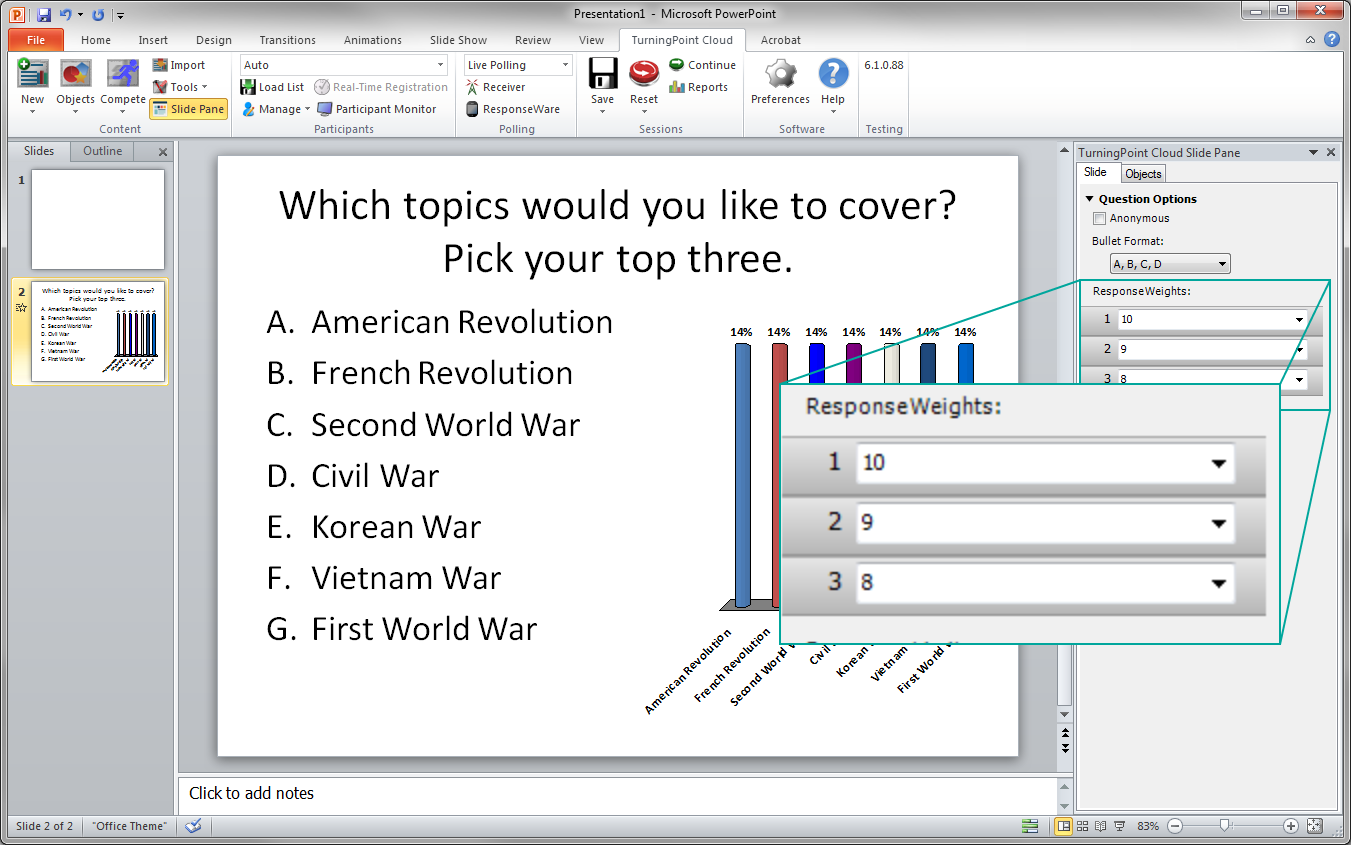 Presentation1 - Microsoft PowerPoint
File Home Insert Design Transitions Animations Slide Show Review View TurningPoint Cloud Acrobat
New
Objects
Compete
Import
Tools
Slide Pane
Content
Auto
Load List Real-Time Registration
Manage Participant Monitor
Participants
Live Polling
Receiver
ResponseWare
Polling
Save
Reset
Continue
Reports
Sessions
Preferences
Help
Software
6.1.0.88
Testing
Slides Outline
1
2
Which topics would you like to cover?
Pick your top three.
A. American Revolution
B. French Revolution
C. Second World War
D. Civil War
E. Korean War
F. Vietnam War
G. First World War
Which topics would you like to cover?
Pick your top three.
A. American Revolution
B. French Revolution
C. Second World War
D. Civil War
E. Korean War
F. Vietnam War
G. First World War
14% 14% 14% 14% 14% 14% 14%
American Revolution
French Revolution
Second World
Civil
Korean
Vietnam
First World
TurningPoint Cloud Slide Pane
Slide Objects
Question Options
Anonymous
Bullet Format:
A, B, C, D
ResponseWeights:
1 10
2 9
3 8
ResponseWeights:
1 10
2 9
3 8
Click to add notes
Slide 2 of 2 "Office Theme" 83%